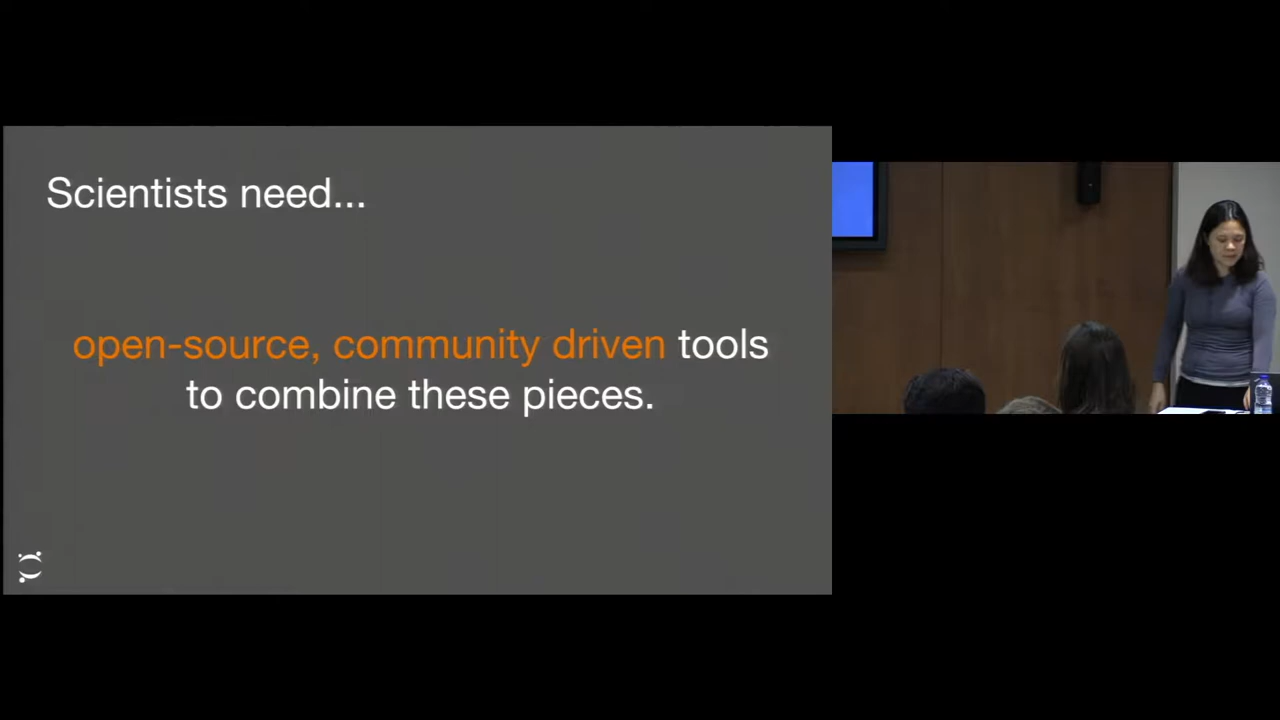 Scientists need...
open-source, community driven tools
to combine these pieces.